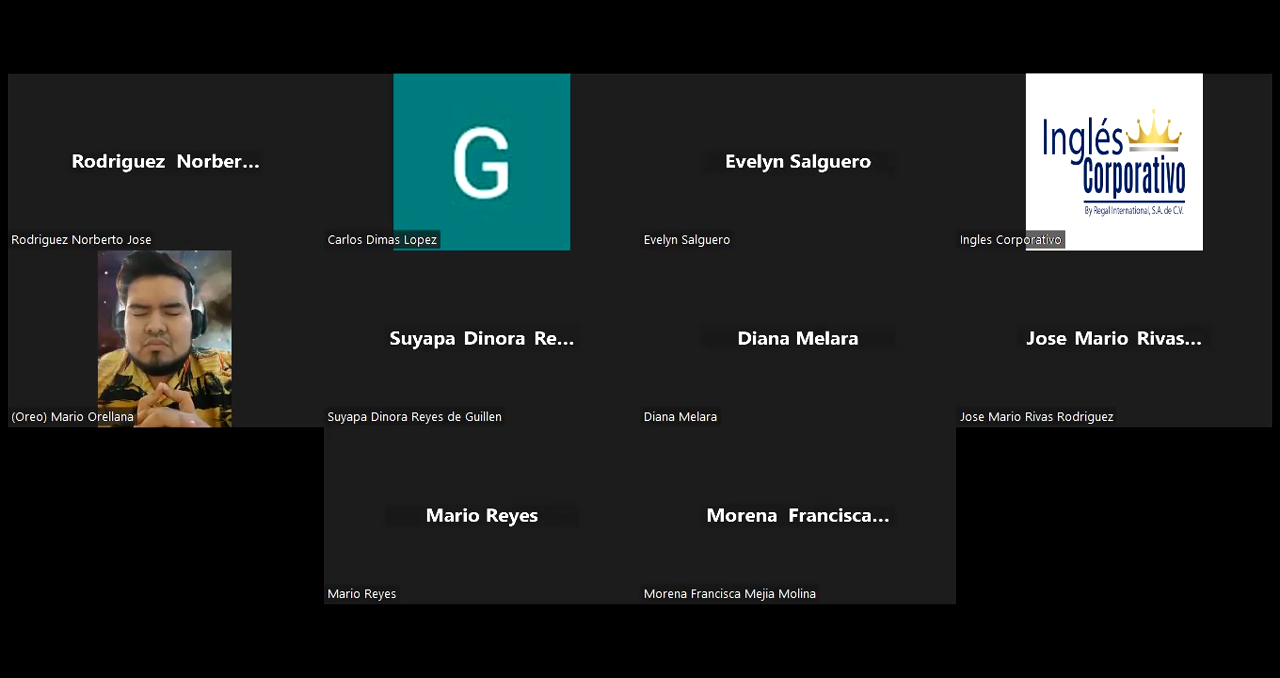 Rodriguez Norber...
Rodriguez Norberto Jose
G
Carlos Dimas Lopez
Evelyn Salguero
Evelyn Salguero
Inglés
Corporativo
By Regal International, S.A. de C.V.
Ingles Corporativo
(Oreo) Mario Orellana
Suyapa Dinora Re...
Suyapa Dinora Reyes de Guillen
Diana Melara
Diana Melara
Jose Mario Rivas...
Jose Mario Rivas Rodriguez
Mario Reyes
Mario Reyes
Morena Francisca...
Morena Francisca Mejia Molina